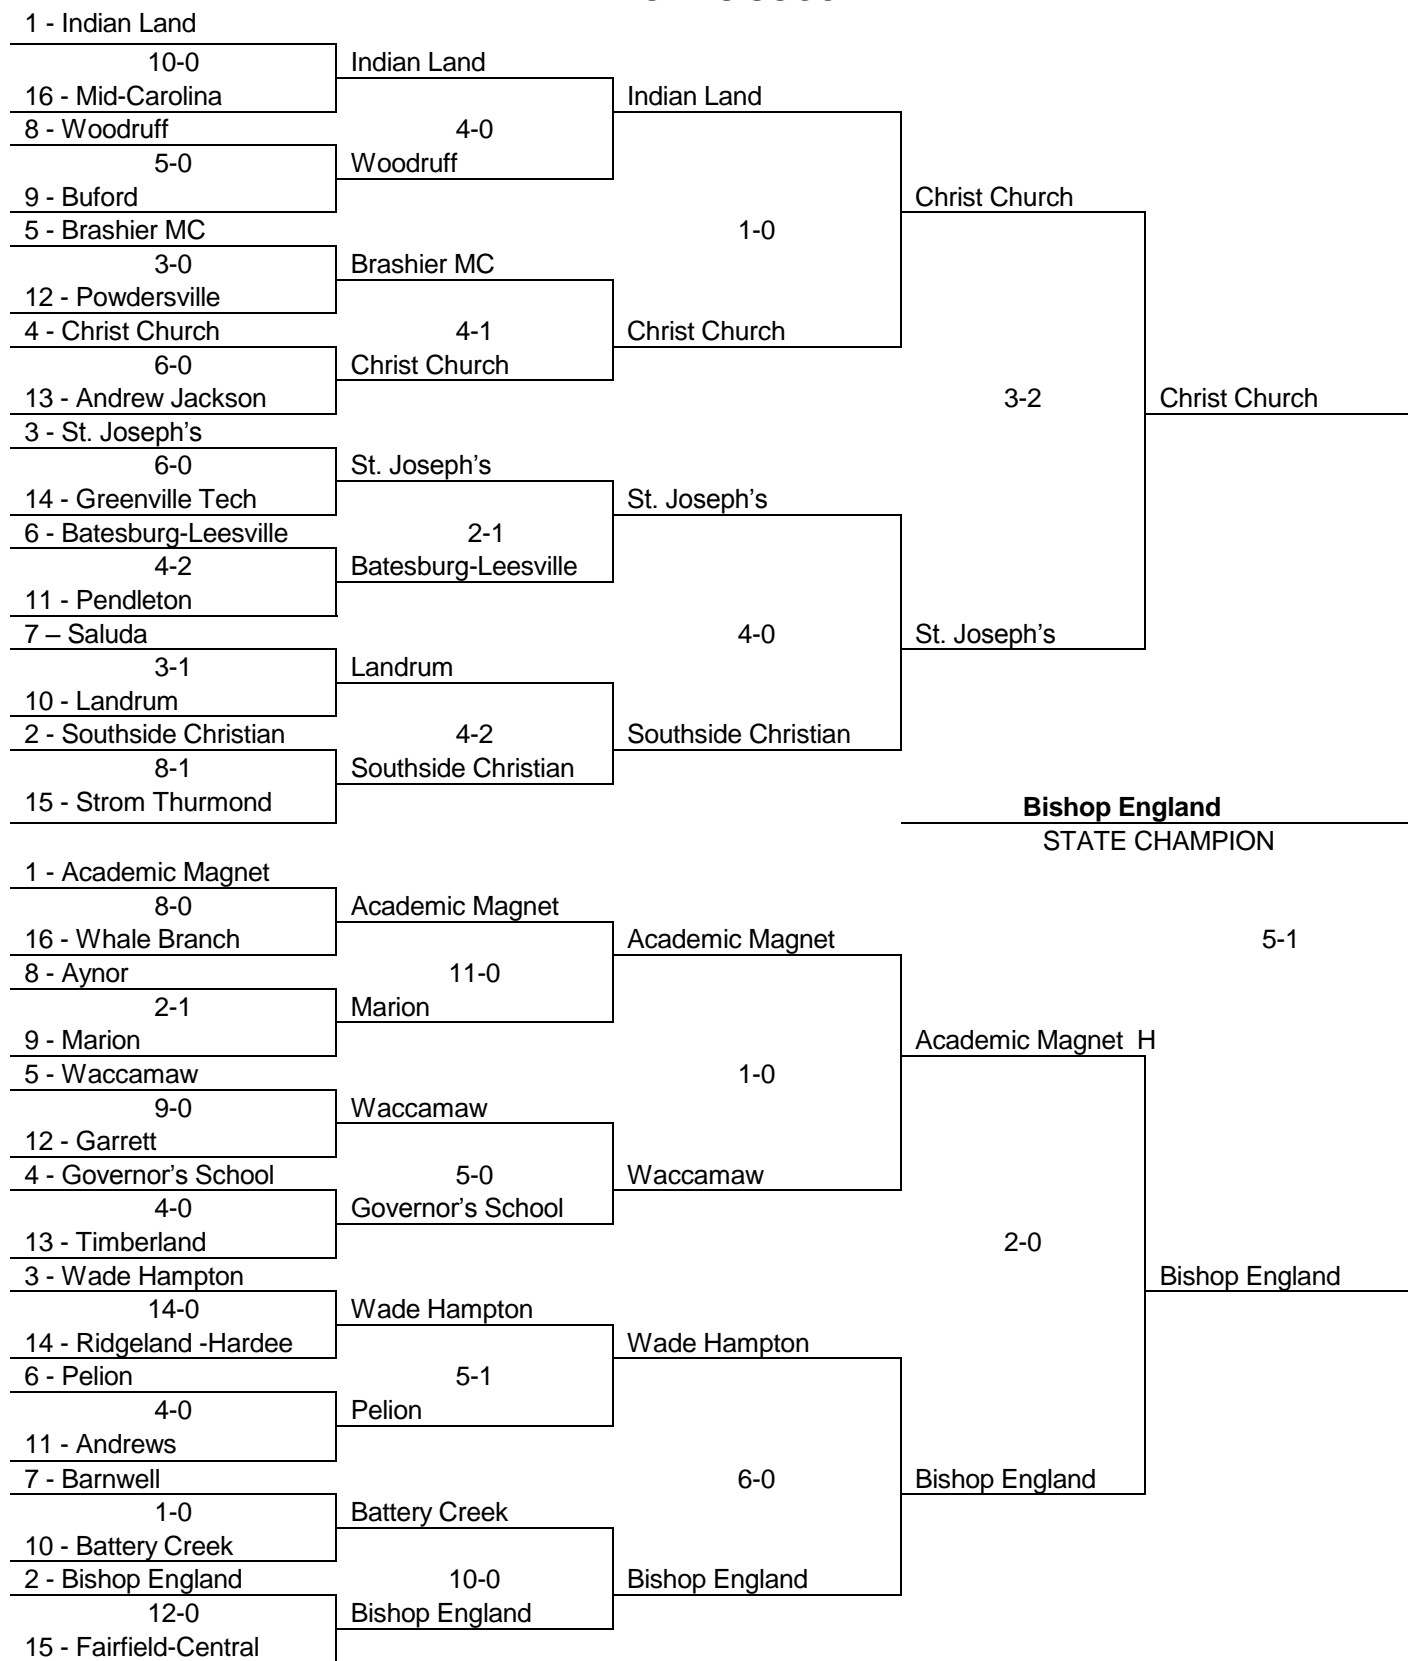 1 - Indian Land
10-0
Indian Land
16 - Mid-Carolina
Indian Land
8 - Woodruff
4-0
5-0
Woodruff
9 - Buford
Christ Church
5 - Brashier MC
1-0
3-0
Brashier MC
12 - Powdersville
4 - Christ Church
4-1
Christ Church
6-0
Christ Church
13 - Andrew Jackson
3-2
Christ Church
3 - St. Joseph’s
6-0
St. Joseph’s
14 - Greenville Tech
St. Joseph’s
6 - Batesburg-Leesville
2-1
4-2
Batesburg-Leesville
11 - Pendleton
7 – Saluda
4-0
St. Joseph’s
3-1
Landrum
10 - Landrum
2 - Southside Christian
4-2
Southside Christian
8-1
Southside Christian
15 - Strom Thurmond
Bishop England
STATE CHAMPION
1 - Academic Magnet
8-0
Academic Magnet
16 - Whale Branch
Academic Magnet
5-1
8 - Aynor
11-0
2-1
Marion
9 - Marion
Academic Magnet  H
5 - Waccamaw
1-0
9-0
Waccamaw
12 - Garrett
4 - Governor’s School
5-0
Waccamaw
4-0
Governor’s School
13 - Timberland
2-0
3 - Wade Hampton
Bishop England
14-0
Wade Hampton
14 - Ridgeland -Hardee
Wade Hampton
6 - Pelion
5-1
4-0
Pelion
11 - Andrews
7 - Barnwell
6-0
Bishop England
1-0
Battery Creek
10 - Battery Creek
2 - Bishop England
10-0
Bishop England
12-0
Bishop England
15 - Fairfield-Central